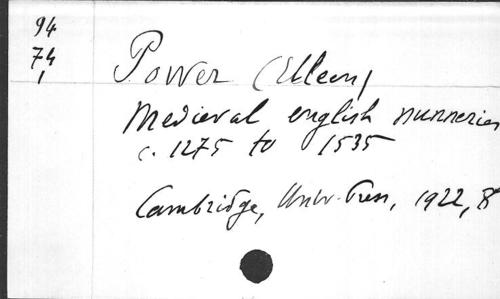 94
74
1
Power (Eileen)
Medieval english nunneries
c. 1275 to 1535
Cambridge, Univ. Press, 1922, 8°